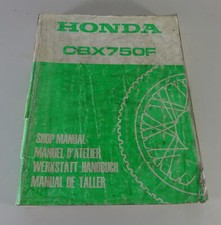 HONDA
CBX750F
SHOP MANUAL
MANUEL D'ATELIER
WERKSTATT-HANDBUCH
MANUAL DE TALLER